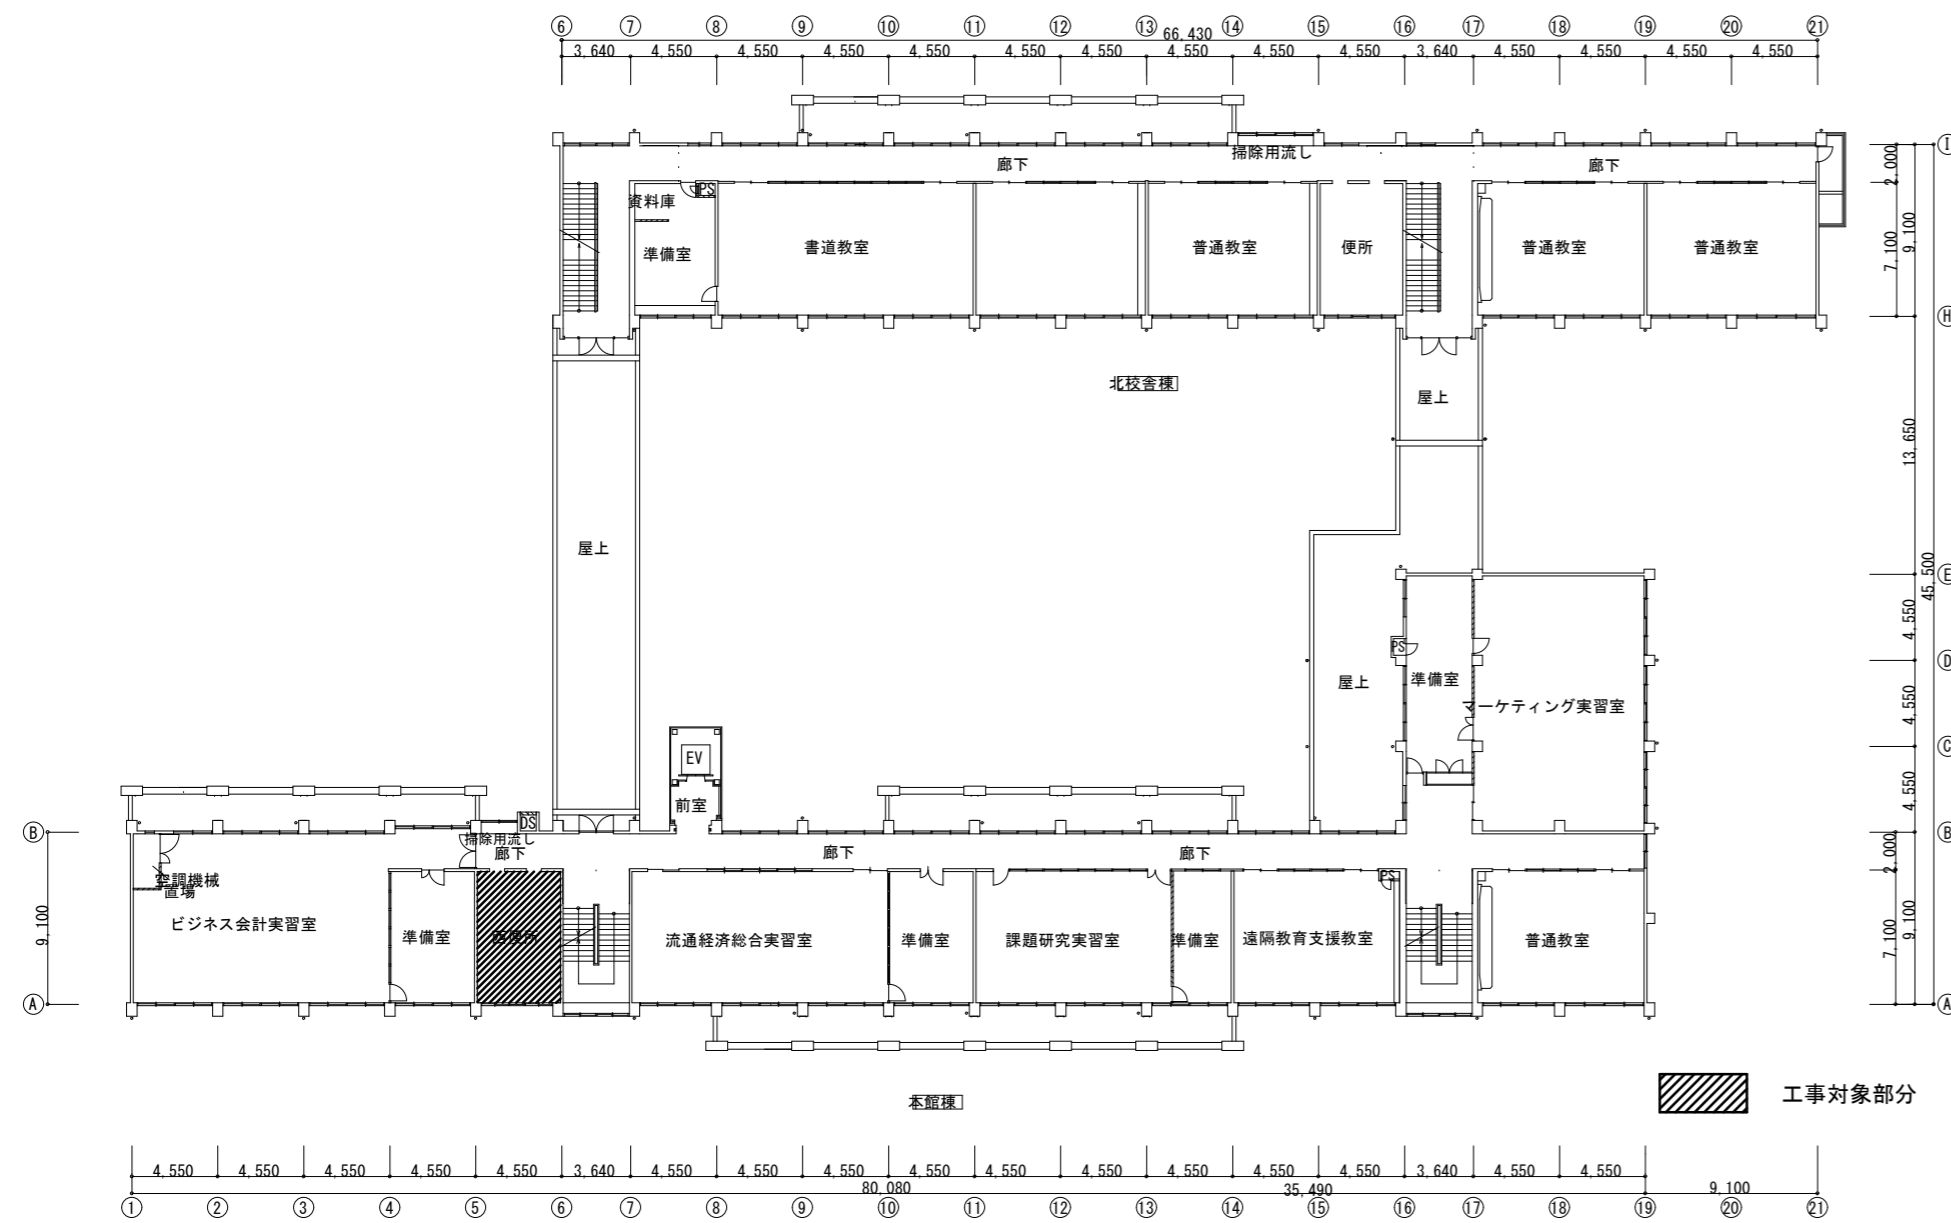 ⑥ ⑦ ⑧ ⑨ ⑩ ⑪ ⑫ ⑬ ⑭ ⑮ ⑯ ⑰ ⑱ ⑲ ⑳ ㉑
66,430
3,640 4,550 4,550 4,550 4,550 4,550 4,550 4,550 4,550 4,550 3,640 4,550 4,550 4,550 4,550
掃除用流し
Ⓘ
廊下 廊下
2,000
PS
資料庫
準備室 書道教室 普通教室 便所 普通教室 普通教室
7,100 9,100
Ⓗ
北校舎棟
屋上
13,650
屋上
45,500
Ⓔ
4,550
PS
Ⓓ
屋上 準備室
マーケティング実習室
4,550
Ⓒ
EV
前室
4,550
DS
Ⓑ Ⓑ
掃除用流し
廊下 廊下 廊下
2,000
空調機械
置場
PS
ビジネス会計実習室
準備室 西便所 流通経済総合実習室 準備室 課題研究実習室 準備室 遠隔教育支援教室 普通教室
9,100 7,100 9,100
Ⓐ Ⓐ
工事対象部分
本館棟
4,550 4,550 4,550 4,550 4,550 3,640 4,550 4,550 4,550 4,550 4,550 4,550 4,550 4,550 4,550 3,640 4,550 4,550
80,080 35,490 9,100
① ② ③ ④ ⑤ ⑥ ⑦ ⑧ ⑨ ⑩ ⑪ ⑫ ⑬ ⑭ ⑮ ⑯ ⑰ ⑱ ⑲ ⑳ ㉑